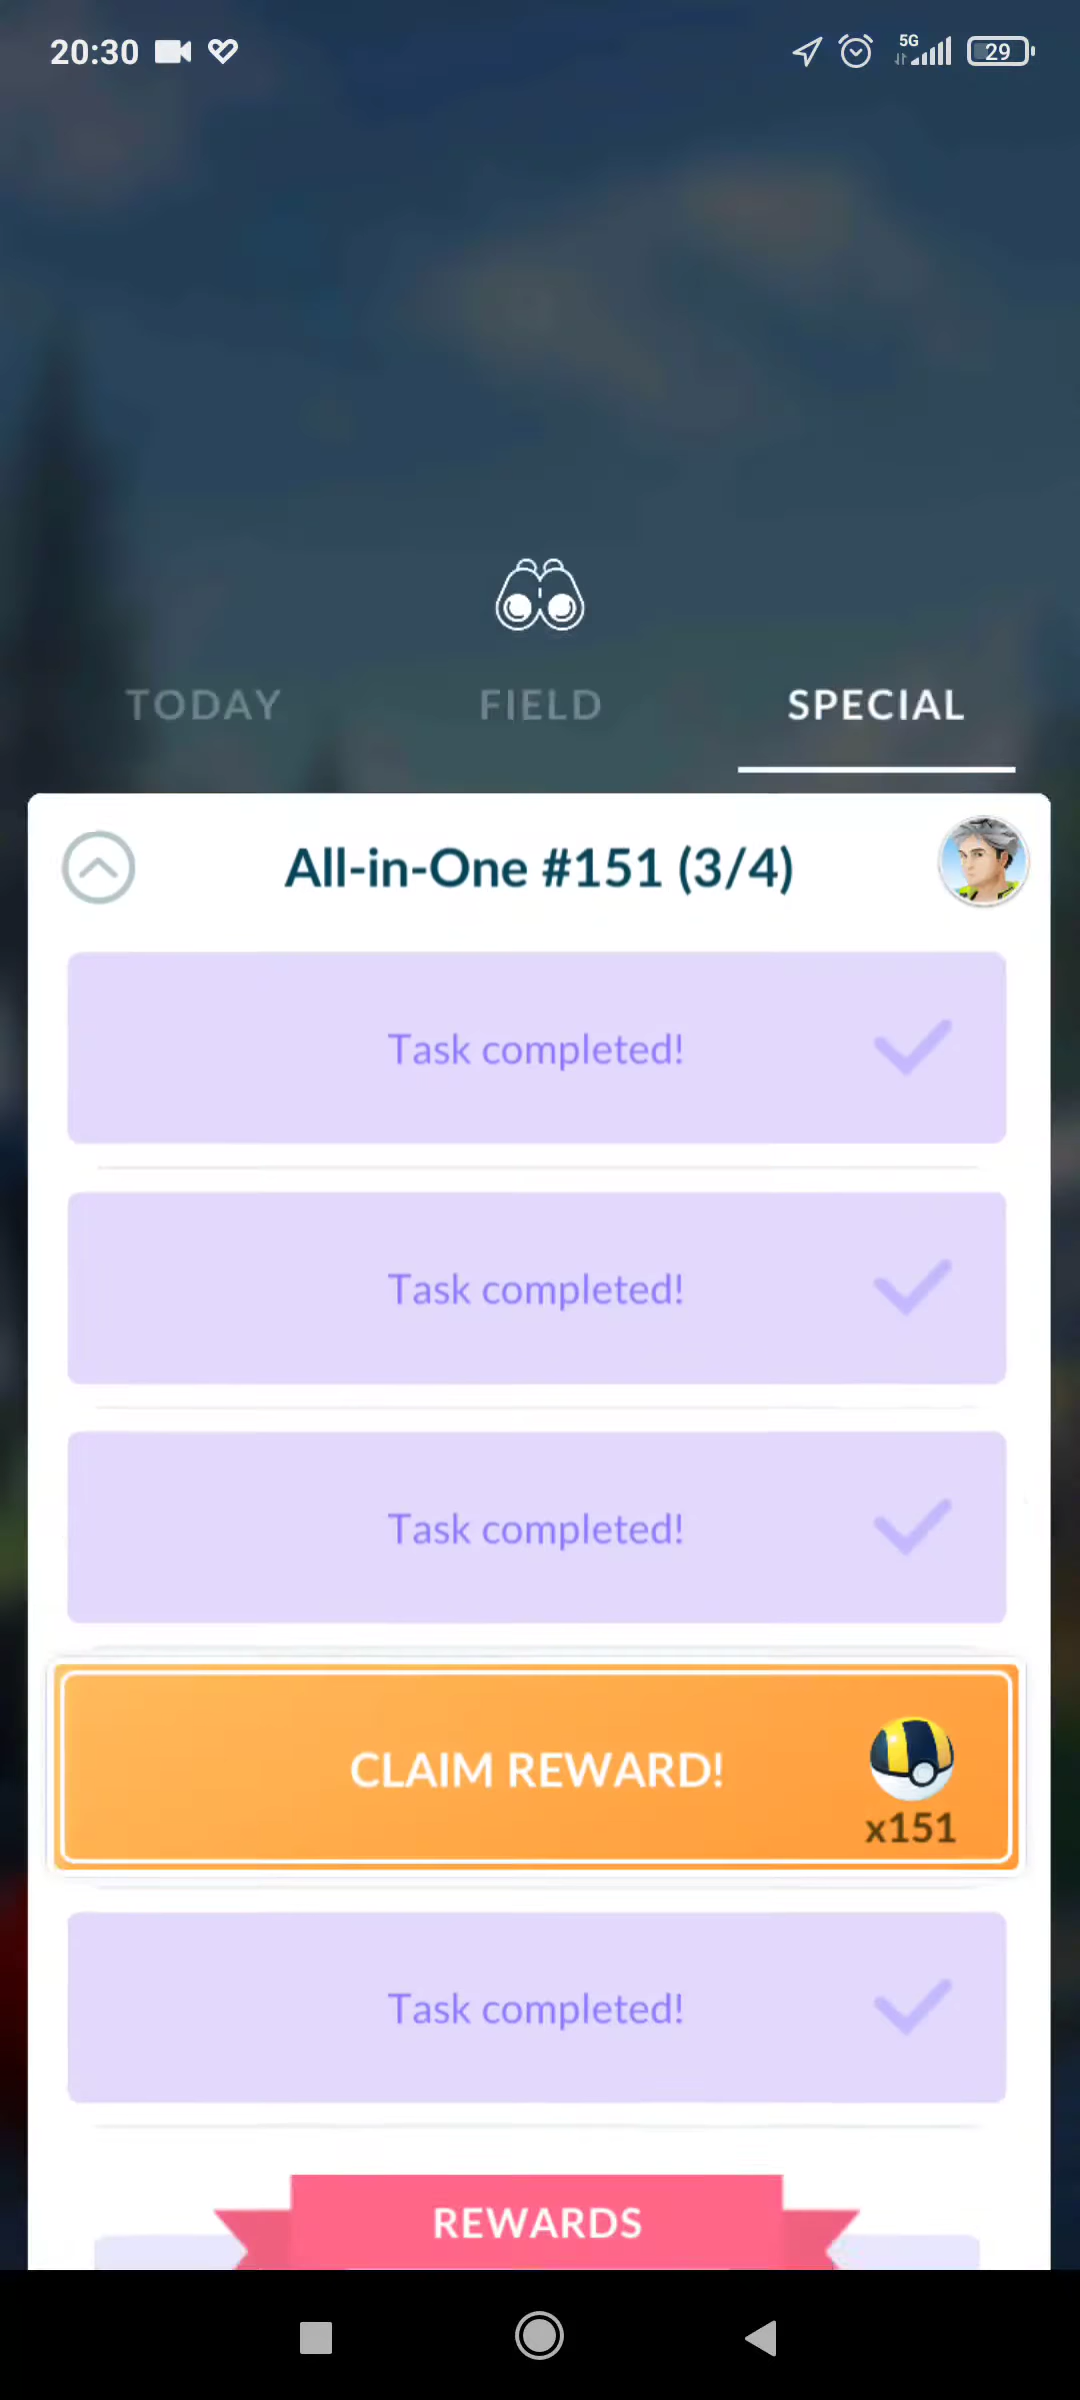 20:30
5G
29
TODAY
FIELD
SPECIAL
All-in-One #151 (3/4)
Task completed!
Task completed!
Task completed!
CLAIM REWARD!
x151
Task completed!
REWARDS